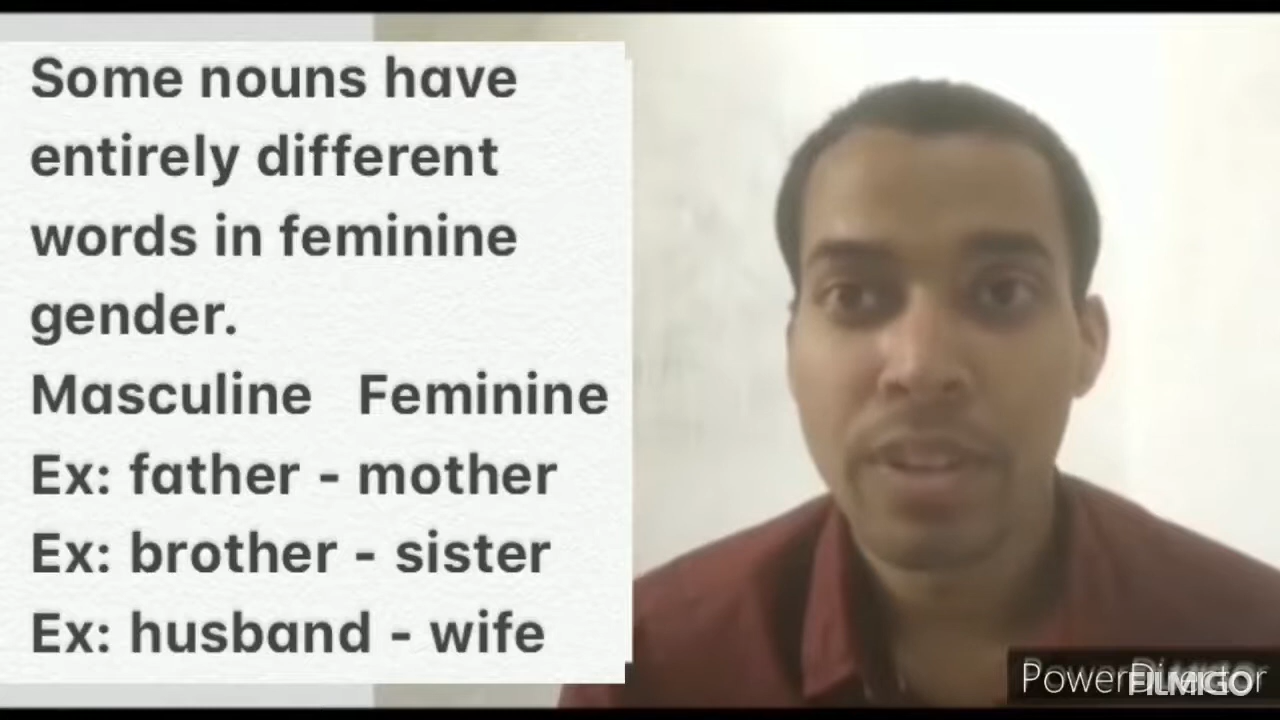 Some nouns have
entirely different
words in feminine
gender.
Masculine Feminine
Ex: father - mother
Ex: brother - sister
Ex: husband - wife
PowerDirector
FILMIGO